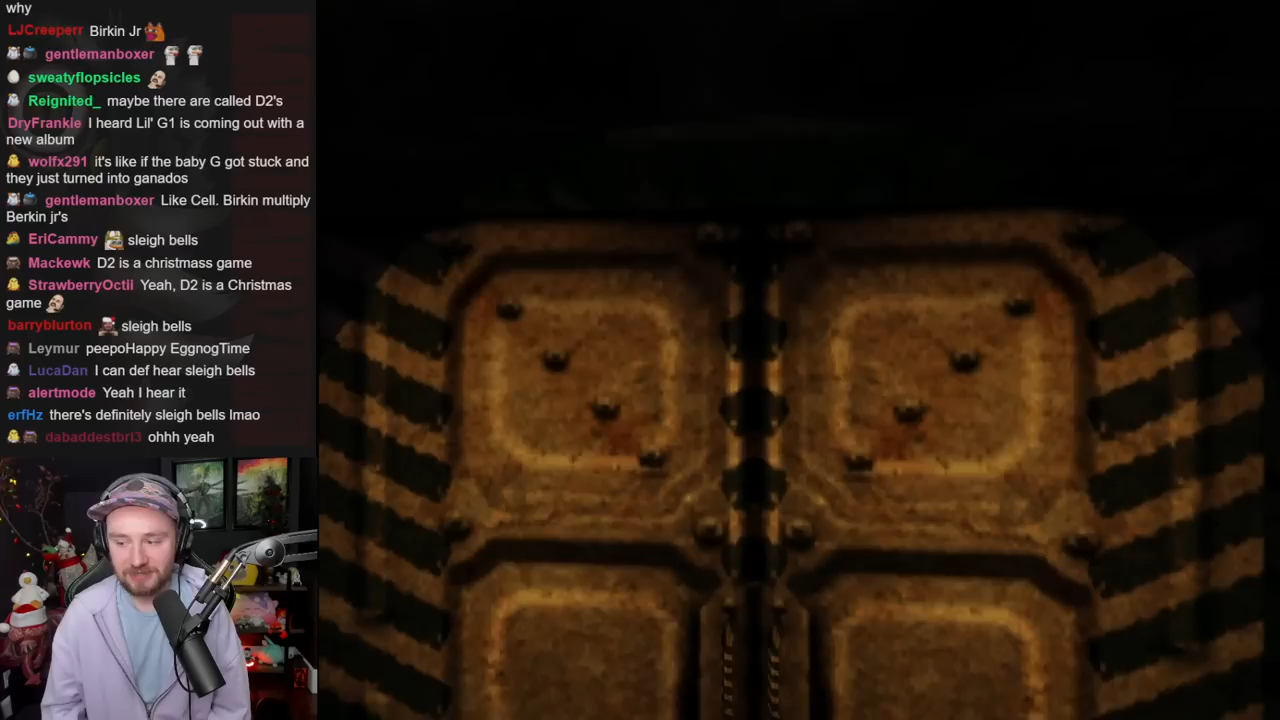 why
LJCreeperr Birkin Jr
gentlemanboxer
sweatyflopsicles
Reignited_ maybe there are called D2's
DryFrankie I heard Lil' G1 is coming out with a
new album
wolfx291 it's like if the baby G got stuck and
they just turned into ganados
gentlemanboxer Like Cell. Birkin multiply
Berkin jr's
EriCammy sleigh bells
Mackewk D2 is a christmass game
StrawberryOctii Yeah, D2 is a Christmas
game
barryblurton sleigh bells
Leymur peepoHappy EggnogTime
LucaDan I can def hear sleigh bells
alertmode Yeah I hear it
erfHz there's definitely sleigh bells lmao
dabaddestbrl3 ohhh yeah